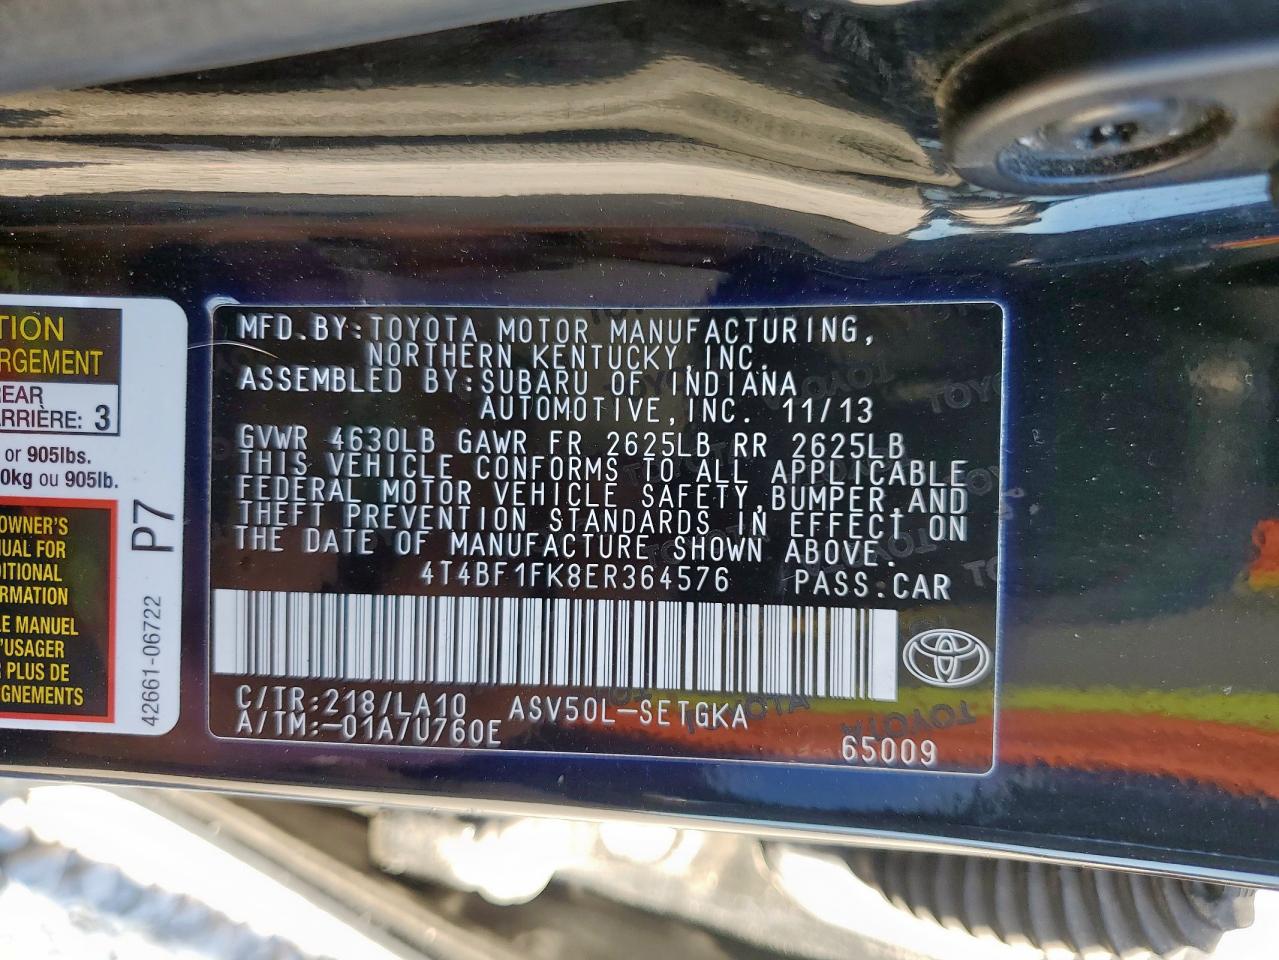 TION
RGEMENT
REAR
ARRIÈRE: 3
or 905lbs.
0kg ou 905lb.
OWNER'S
UAL FOR
DITIONAL
RMATION
LE MANUEL
'USAGER
R PLUS DE
IGNEMENTS
P7
42661-06722
MFD.BY:TOYOTA MOTOR MANUFACTURING,
NORTHERN KENTUCKY,INC.
ASSEMBLED BY:SUBARU OF INDIANA
AUTOMOTIVE,INC. 11/13
GVWR 4630LB GAWR FR 2625LB RR 2625LB
THIS VEHICLE CONFORMS TO ALL APPLICABLE
FEDERAL MOTOR VEHICLE SAFETY,BUMPER,AND
THEFT PREVENTION STANDARDS IN EFFECT ON
THE DATE OF MANUFACTURE SHOWN ABOVE.
4T4BF1FK8ER364576 PASS:CAR
C/TR:218/LA10 ASV50L-SETGKA
A/TM:-01A7U760E
65009